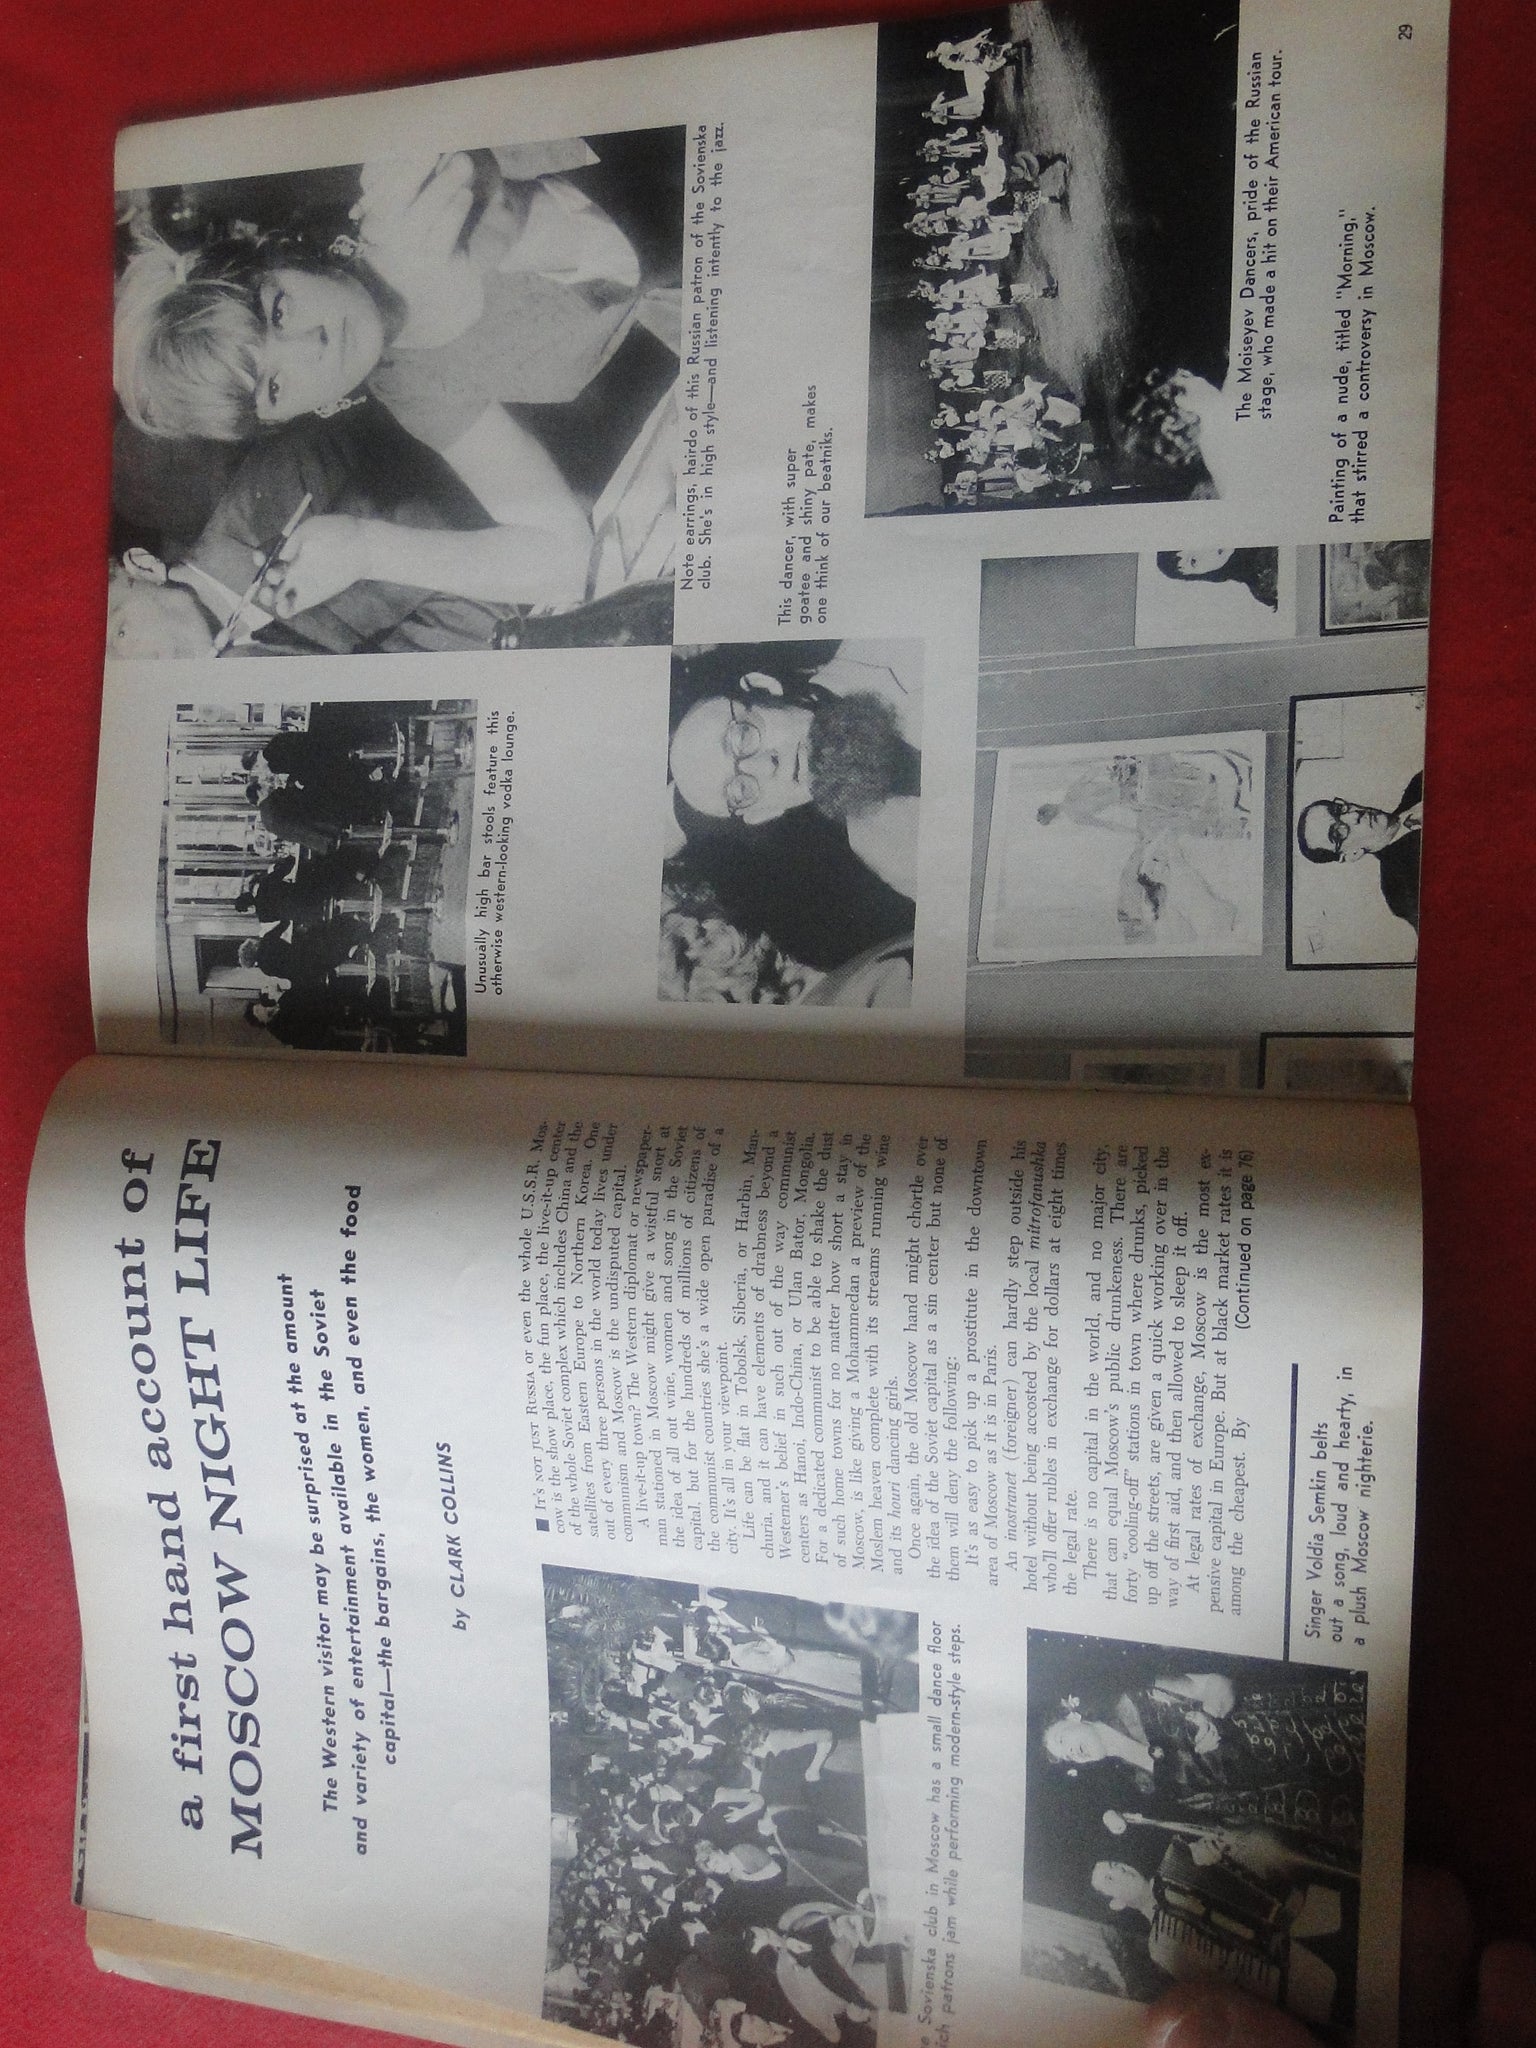 a first hand account of
MOSCOW NIGHT LIFE
The Western visitor may be surprised at the amount
and variety of entertainment available in the Soviet
capital—the bargains, the women, and even the food
by CLARK COLLINS
■ It's not just Russia or even the whole U.S.S.R. Mos-
cow is the show place, the fun place, the live-it-up center
of the whole Soviet complex which includes China and the
satellites from Eastern Europe to Northern Korea. One
out of every three persons in the world today lives under
communism and Moscow is the undisputed capital.
A live-it-up town? The Western diplomat or newspaper-
man stationed in Moscow might give a wistful snort at
the idea of all out wine, women and song in the Soviet
capital, but for the hundreds of millions of citizens of
the communist countries she's a wide open paradise of a
city. It's all in your viewpoint.
Life can be flat in Tobolsk, Siberia, or Harbin, Man-
churia, and it can have elements of drabness beyond a
Westerner's belief in such out of the way communist
centers as Hanoi, Indo-China, or Ulan Bator, Mongolia.
For a dedicated communist to be able to shake the dust
of such home towns for no matter how short a stay in
Moscow, is like giving a Mohammedan a preview of the
Moslem heaven complete with its streams running wine
and its houri dancing girls.
Once again, the old Moscow hand might chortle over
the idea of the Soviet capital as a sin center but none of
them will deny the following:
It's as easy to pick up a prostitute in the downtown
area of Moscow as it is in Paris.
An inostranet (foreigner) can hardly step outside his
hotel without being accosted by the local mitrofanushka
who'll offer rubles in exchange for dollars at eight times
the legal rate.
There is no capital in the world, and no major city,
that can equal Moscow's public drunkeness. There are
forty "cooling-off" stations in town where drunks, picked
up off the streets, are given a quick working over in the
way of first aid, and then allowed to sleep it off.
At legal rates of exchange, Moscow is the most ex-
pensive capital in Europe. But at black market rates it is
among the cheapest. By (Continued on page 76)
Sovienska club in Moscow has a small dance floor
patrons jam while performing modern-style steps.
Singer Voldia Semkin belts
out a song, loud and hearty, in
a plush Moscow nighterie.
Unusually high bar stools feature this
otherwise western-looking vodka lounge.
Note earrings, hairdo of this Russian patron of the Sovienska
club. She's in high style—and listening intently to the jazz.
This dancer, with super
goatee and shiny pate, makes
one think of our beatniks.
The Moiseyev Dancers, pride of the Russian
stage, who made a hit on their American tour.
Painting of a nude, titled "Morning,"
that stirred a controversy in Moscow.
29